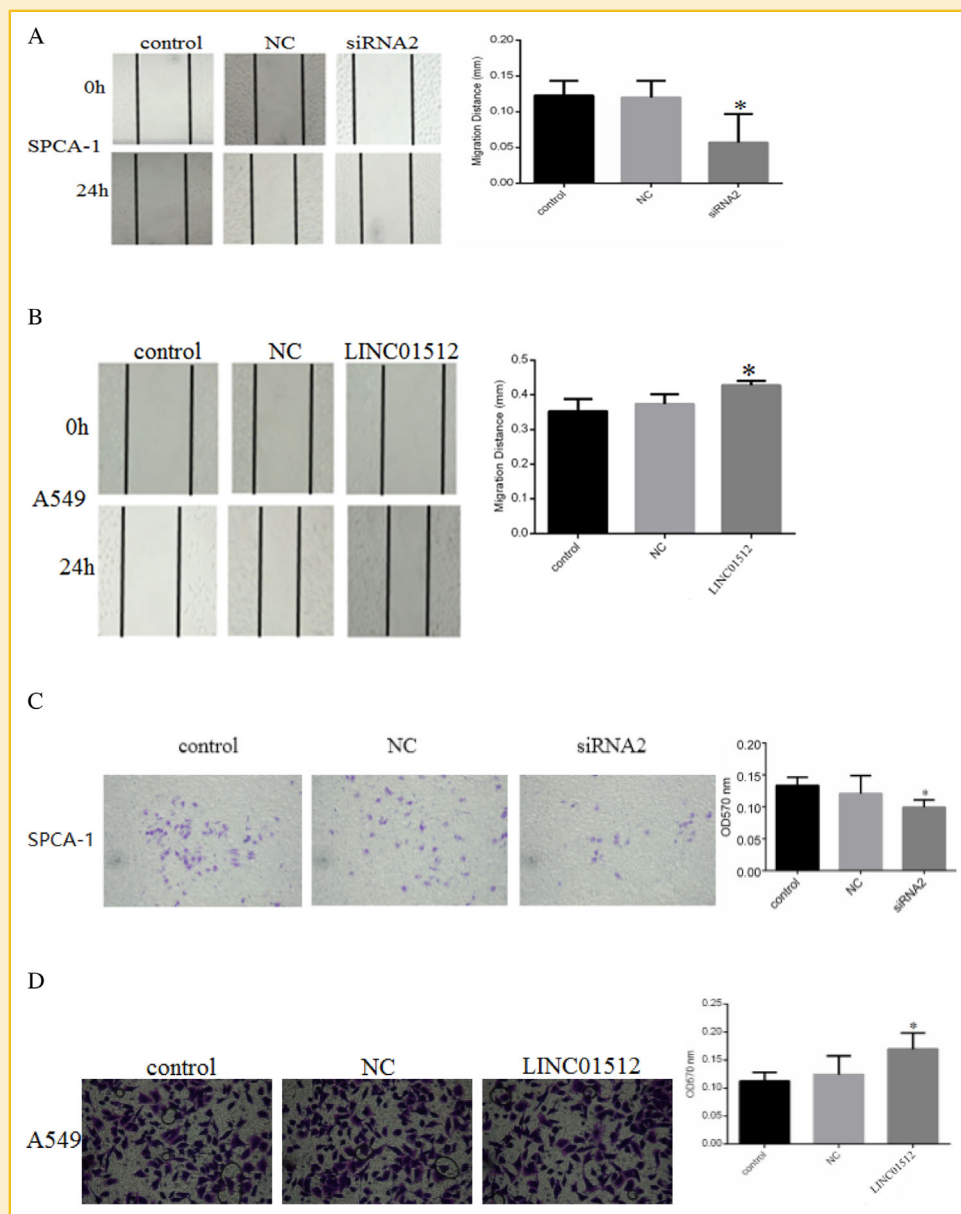 A
control NC siRNA2
0h
SPCA-1
24h
Migration Distance (mm)
0.20
0.15
0.10
0.05
0.00
*
control NC siRNA2
B
control NC LINC01512
0h
A549
24h
Migration Distance (mm)
0.5
0.4
0.3
0.2
0.1
0.0
*
control NC LINC01512
C
control NC siRNA2
SPCA-1
OD570 nm
0.20
0.15
0.10
0.05
0.00
*
control NC siRNA2
D
control NC LINC01512
A549
OD570 nm
0.25
0.20
0.15
0.10
0.05
0.00
*
control NC LINC01512